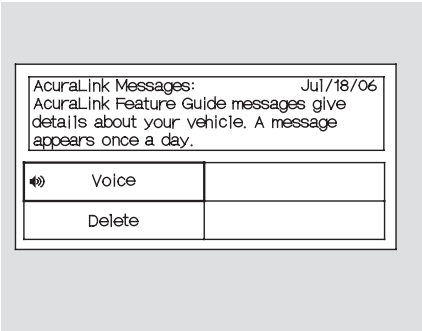 AcuraLink Messages: Jul/18/06
AcuraLink Feature Guide messages give
details about your vehicle. A message
appears once a day.
Voice
Delete